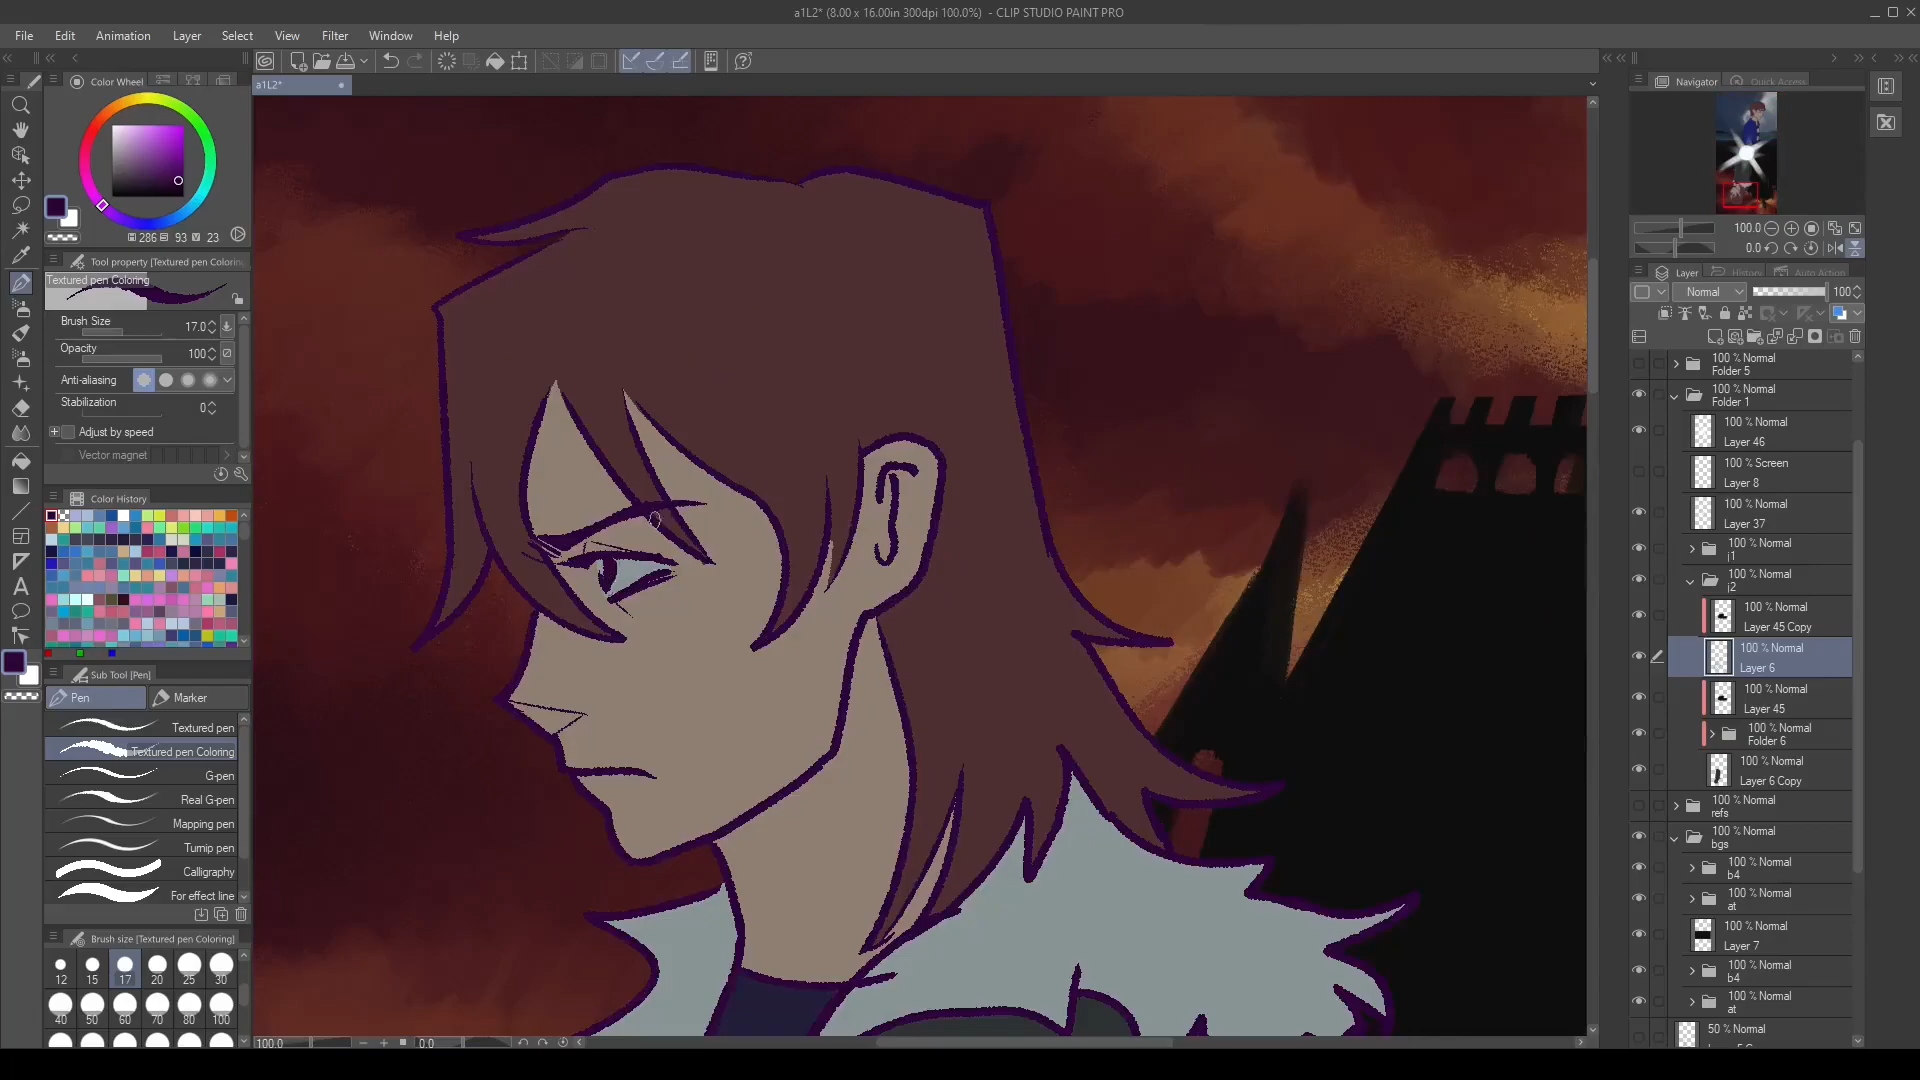 a1L2* (8.00 x 16.00in 300dpi 100.0%) - CLIP STUDIO PAINT PRO
File Edit Animation Layer Select View Filter Window Help
Color Wheel
a1L2*
286 S 93 V 23
Tool property [Textured pen Coloring
Textured pen Coloring
Brush Size 17.0
Opacity 100
Anti-aliasing
Stabilization 0
Adjust by speed
Vector magnet
Color History
Sub Tool [Pen]
Pen Marker
Textured pen
Textured pen Coloring
G-pen
Real G-pen
Mapping pen
Turnip pen
Calligraphy
For effect line
Brush size [Textured pen Coloring]
12 15 17 20 25 30
40 50 60 70 80 100
100.0 0.0
Navigator Quick Access
100.0
0.0
Layer History Auto Action
Normal 100
100 % Normal
Folder 5
100 % Normal
Folder 1
100 % Normal
Layer 46
100 % Screen
Layer 8
100 % Normal
Layer 37
100 % Normal
j1
100 % Normal
j2
100 % Normal
Layer 45 Copy
100 % Normal
Layer 6
100 % Normal
Layer 45
100 % Normal
Folder 6
100 % Normal
Layer 6 Copy
100 % Normal
refs
100 % Normal
bgs
100 % Normal
b4
100 % Normal
at
100 % Normal
Layer 7
100 % Normal
b4
100 % Normal
at
50 % Normal